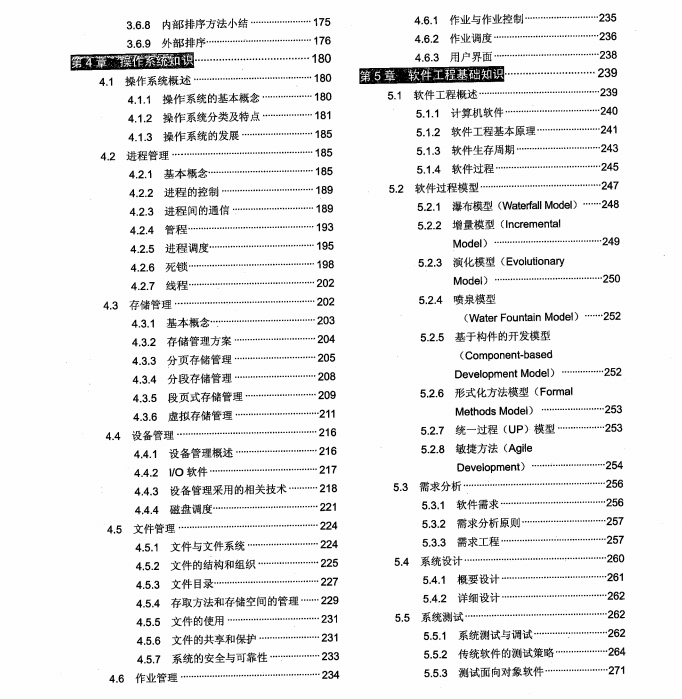 3.6.8 内部排序方法小结 175
3.6.9 外部排序 176
第4章 操作系统知识 180
4.1 操作系统概述 180
4.1.1 操作系统的基本概念 180
4.1.2 操作系统分类及特点 181
4.1.3 操作系统的发展 185
4.2 进程管理 185
4.2.1 基本概念 185
4.2.2 进程的控制 189
4.2.3 进程间的通信 189
4.2.4 管程 193
4.2.5 进程调度 195
4.2.6 死锁 198
4.2.7 线程 202
4.3 存储管理 202
4.3.1 基本概念 203
4.3.2 存储管理方案 204
4.3.3 分页存储管理 205
4.3.4 分段存储管理 208
4.3.5 段页式存储管理 209
4.3.6 虚拟存储管理 211
4.4 设备管理 216
4.4.1 设备管理概述 216
4.4.2 I/O 软件 217
4.4.3 设备管理采用的相关技术 218
4.4.4 磁盘调度 221
4.5 文件管理 224
4.5.1 文件与文件系统 224
4.5.2 文件的结构和组织 225
4.5.3 文件目录 227
4.5.4 存取方法和存储空间的管理 229
4.5.5 文件的使用 231
4.5.6 文件的共享和保护 231
4.5.7 系统的安全与可靠性 233
4.6 作业管理 234
4.6.1 作业与作业控制 235
4.6.2 作业调度 236
4.6.3 用户界面 238
第5章 软件工程基础知识 239
5.1 软件工程概述 239
5.1.1 计算机软件 240
5.1.2 软件工程基本原理 241
5.1.3 软件生存周期 243
5.1.4 软件过程 245
5.2 软件过程模型 247
5.2.1 瀑布模型（Waterfall Model） 248
5.2.2 增量模型（Incremental
Model） 249
5.2.3 演化模型（Evolutionary
Model） 250
5.2.4 喷泉模型
（Water Fountain Model） 252
5.2.5 基于构件的开发模型
（Component-based
Development Model） 252
5.2.6 形式化方法模型（Formal
Methods Model） 253
5.2.7 统一过程（UP）模型 253
5.2.8 敏捷方法（Agile
Development） 254
5.3 需求分析 256
5.3.1 软件需求 256
5.3.2 需求分析原则 257
5.3.3 需求工程 257
5.4 系统设计 260
5.4.1 概要设计 261
5.4.2 详细设计 262
5.5 系统测试 262
5.5.1 系统测试与调试 262
5.5.2 传统软件的测试策略 264
5.5.3 测试面向对象软件 271